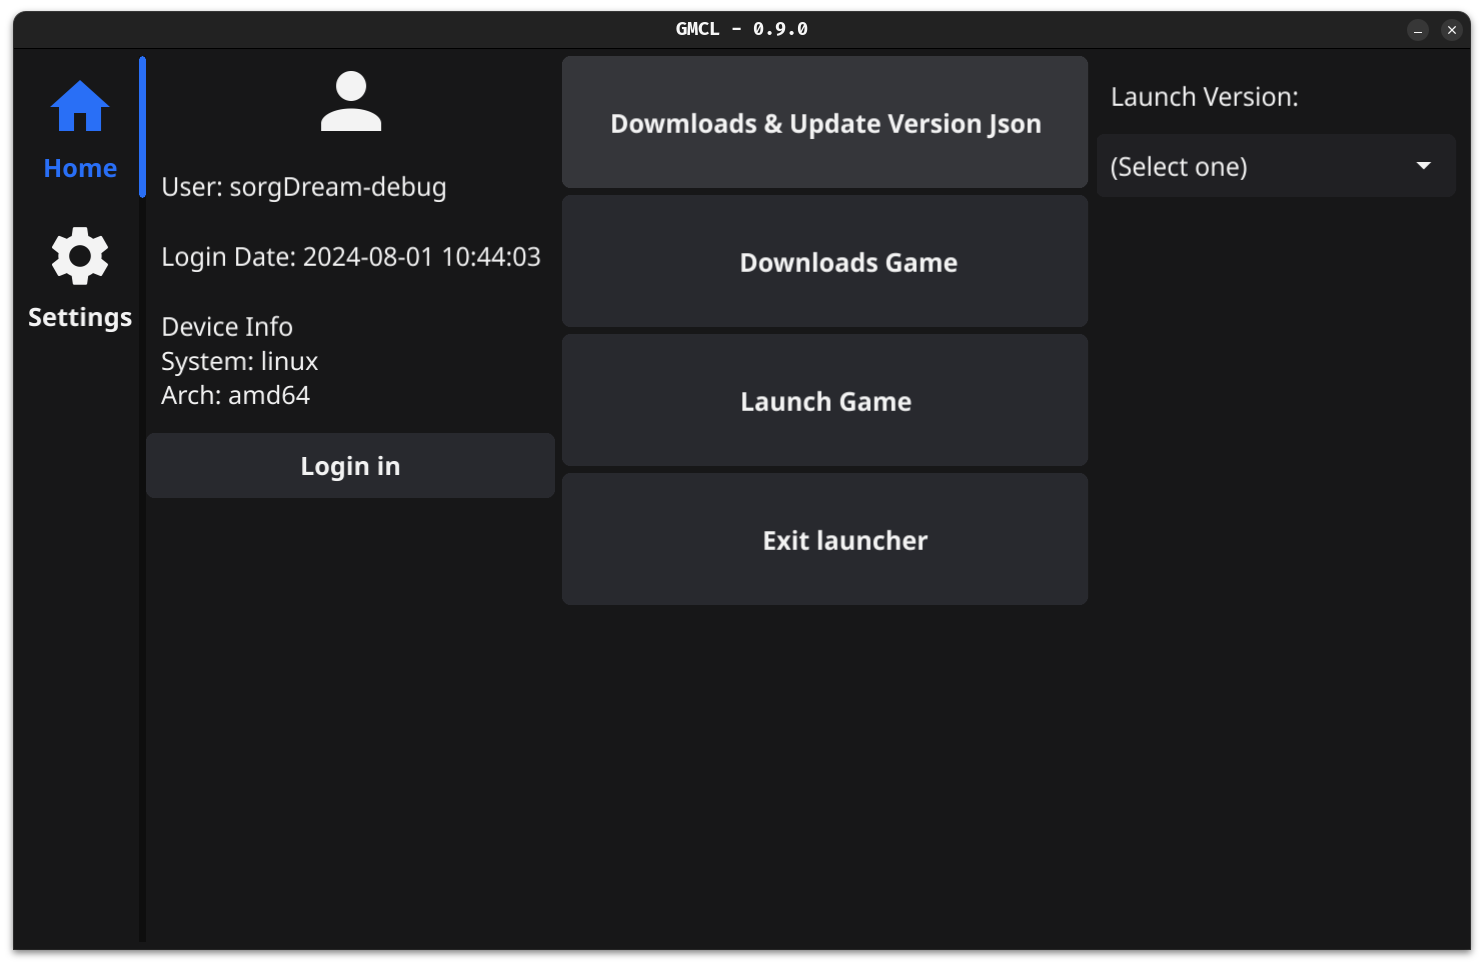 GMCL - 0.9.0
Home
Settings
User: sorgDream-debug
Login Date: 2024-08-01 10:44:03
Device Info
System: linux
Arch: amd64
Login in
Dowmloads & Update Version Json
Downloads Game
Launch Game
Exit launcher
Launch Version:
(Select one)